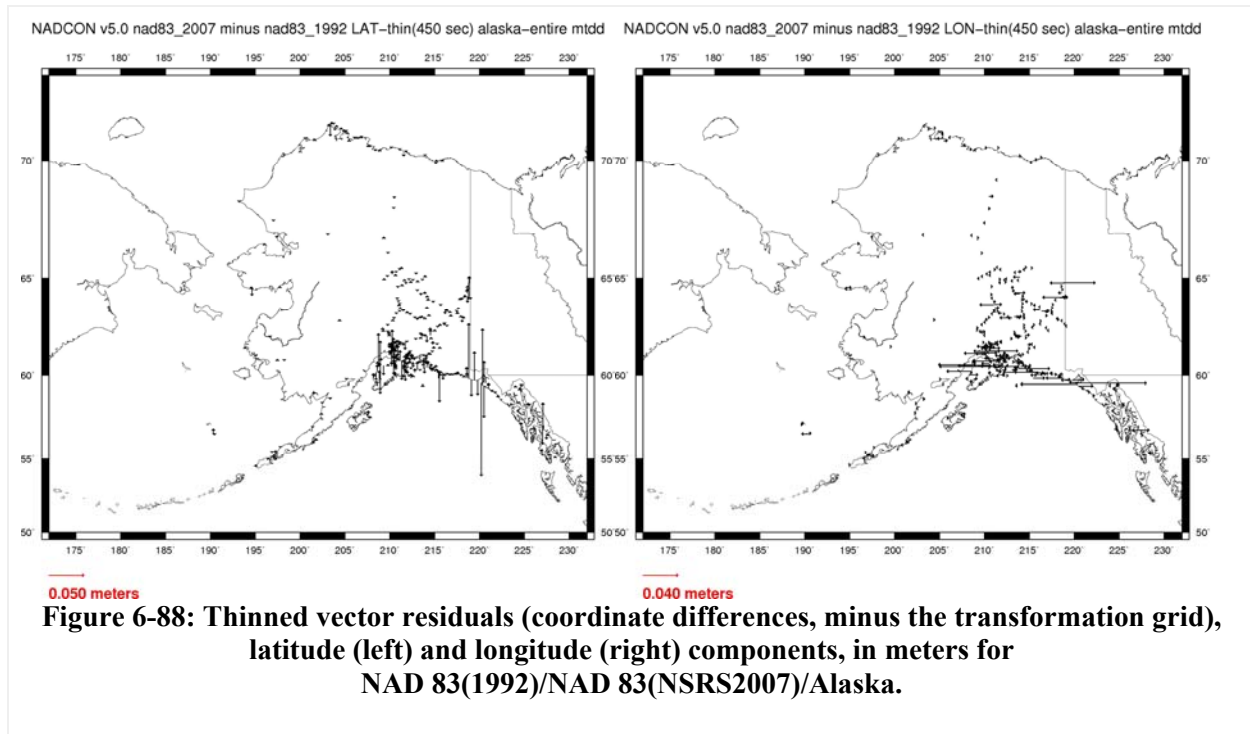 NADCON v5.0 nad83_2007 minus nad83_1992 LAT-thin(450 sec) alaska-entire mtdd
NADCON v5.0 nad83_2007 minus nad83_1992 LON-thin(450 sec) alaska-entire mtdd
175˚ 180˚ 185˚ 190˚ 195˚ 200˚ 205˚ 210˚ 215˚ 220˚ 225˚ 230˚
175˚ 180˚ 185˚ 190˚ 195˚ 200˚ 205˚ 210˚ 215˚ 220˚ 225˚ 230˚
70˚ 70˚70˚ 70˚
65˚ 65˚65˚ 65˚
60˚ 60˚60˚ 60˚
55˚ 55˚55˚ 55˚
50˚ 50˚50˚ 50˚
175˚ 180˚ 185˚ 190˚ 195˚ 200˚ 205˚ 210˚ 215˚ 220˚ 225˚ 230˚
175˚ 180˚ 185˚ 190˚ 195˚ 200˚ 205˚ 210˚ 215˚ 220˚ 225˚ 230˚
0.050 meters
0.040 meters
Figure 6-88: Thinned vector residuals (coordinate differences, minus the transformation grid),
latitude (left) and longitude (right) components, in meters for
NAD 83(1992)/NAD 83(NSRS2007)/Alaska.